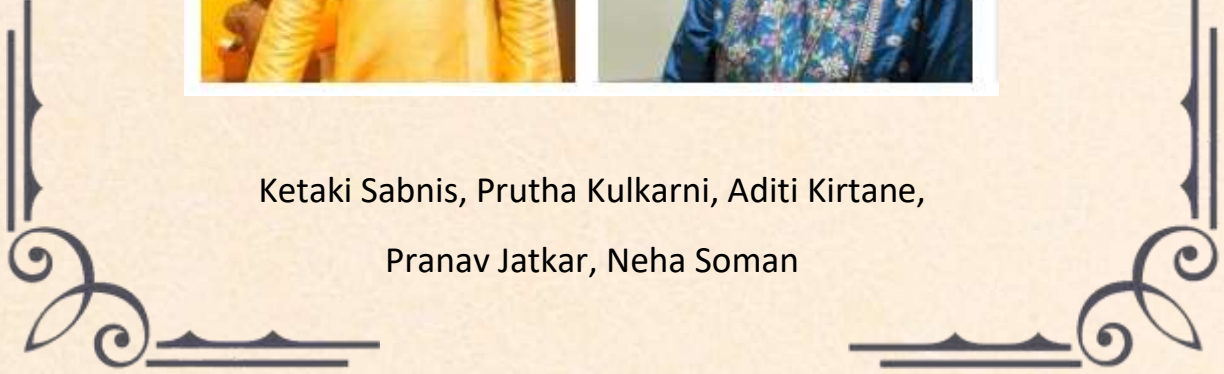 Ketaki Sabnis, Prutha Kulkarni, Aditi Kirtane,
Pranav Jatkar, Neha Soman